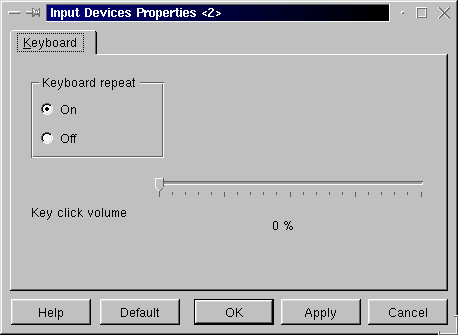 Input Devices Properties <2>
Keyboard
Keyboard repeat
On
Off
Key click volume
0 %
Help
Default
OK
Apply
Cancel